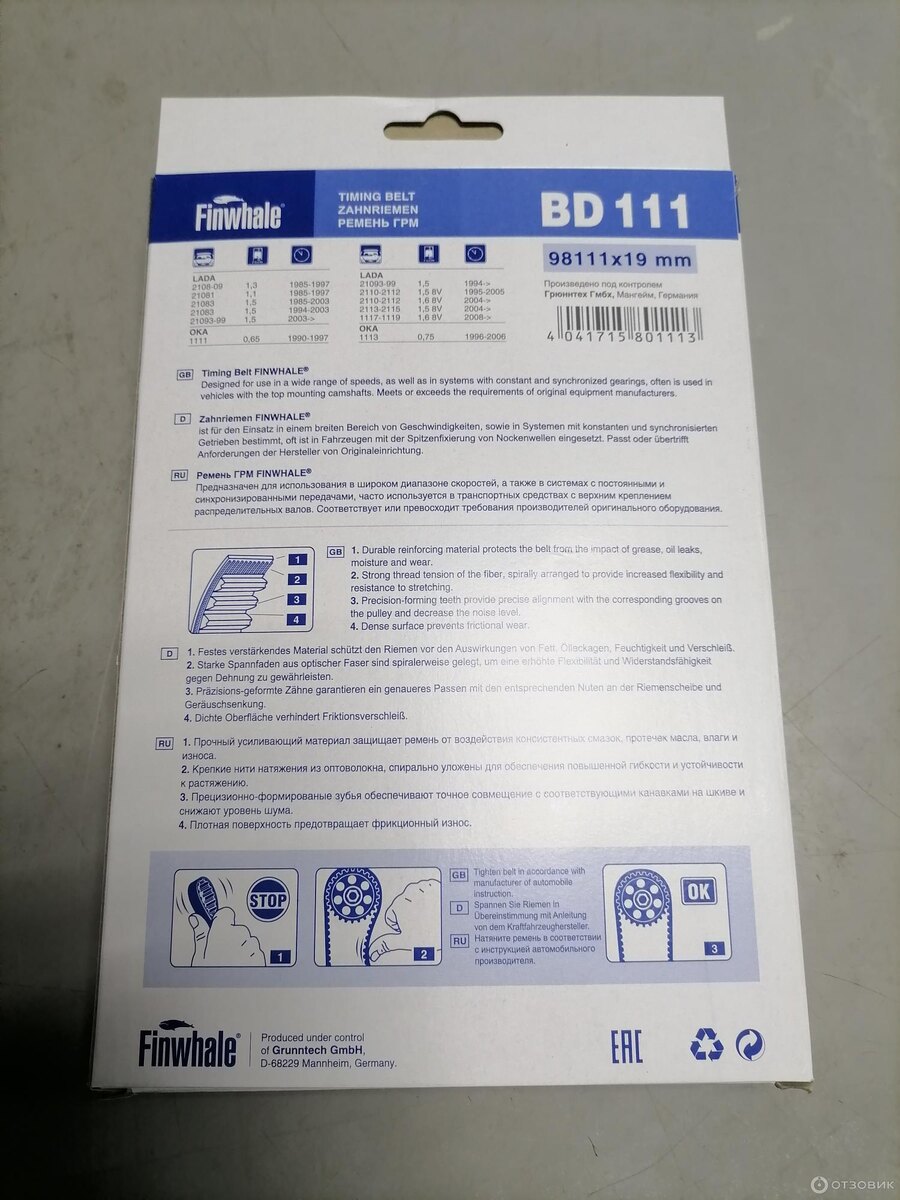 Finwhale®
TIMING BELT
ZAHNRIEMEN
РЕМЕНЬ ГРМ
BD 111
98111x19 mm
Произведено под контролем
Грюннтех Гмбх, Мангейм, Германия
4 041715 801113
LADA
2108-09 1,3 1985-1997
21081 1,1 1985-1997
21083 1,5 1985-2003
21083 1,5 1994-2003
21093-99 1,5 2003->
OKA
1111 0,65 1990-1997
LADA
21093-99 1,5 1994->
2110-2112 1,5 8V 1995-2005
2110-2112 1,6 8V 2004->
2113-2115 1,5 8V 2004->
1117-1119 1,6 8V 2008->
OKA
1113 0,75 1996-2006
GB Timing Belt FINWHALE®
Designed for use in a wide range of speeds, as well as in systems with constant and synchronized gearings, often is used in
vehicles with the top mounting camshafts. Meets or exceeds the requirements of original equipment manufacturers.
D Zahnriemen FINWHALE®
ist für den Einsatz in einem breiten Bereich von Geschwindigkeiten, sowie in Systemen mit konstanten und synchronisierten
Getrieben bestimmt, oft ist in Fahrzeugen mit der Spitzenfixierung von Nockenwellen eingesetzt. Passt oder übertrifft
Anforderungen der Hersteller von Originaleinrichtung.
RU Ремень ГРМ FINWHALE®
Предназначен для использования в широком диапазоне скоростей, а также в системах с постоянными и
синхронизированными передачами, часто используется в транспортных средствах с верхним креплением
распределительных валов. Соответствует или превосходит требования производителей оригинального оборудования.
1
2
3
4
GB 1. Durable reinforcing material protects the belt from the impact of grease, oil leaks,
moisture and wear.
2. Strong thread tension of the fiber, spirally arranged to provide increased flexibility and
resistance to stretching.
3. Precision-forming teeth provide precise alignment with the corresponding grooves on
the pulley and decrease the noise level.
4. Dense surface prevents frictional wear.
D 1. Festes verstärkendes Material schützt den Riemen vor den Auswirkungen von Fett, Ölleckagen, Feuchtigkeit und Verschleiß.
2. Starke Spannfaden aus optischer Faser sind spiralerweise gelegt, um eine erhöhte Flexibilität und Widerstandsfähigkeit
gegen Dehnung zu gewährleisten.
3. Präzisions-geformte Zähne garantieren ein genaueres Passen mit den entsprechenden Nuten an der Riemenscheibe und
Geräuschsenkung.
4. Dichte Oberfläche verhindert Friktionsverschleiß.
RU 1. Прочный усиливающий материал защищает ремень от воздействия консистентных смазок, протечек масла, влаги и
износа.
2. Крепкие нити натяжения из оптоволокна, спирально уложены для обеспечения повышенной гибкости и устойчивости
к растяжению.
3. Прецизионно-формированые зубья обеспечивают точное совмещение с соответствующими канавками на шкиве и
снижают уровень шума.
4. Плотная поверхность предотвращает фрикционный износ.
STOP
1
2
GB Tighten belt in accordance with
manufacturer of automobile
instruction.
D Spannen Sie Riemen in
Übereinstimmung mit Anleitung
von dem Kraftfahrzeughersteller.
RU Натяните ремень в соответствии
с инструкцией автомобильного
производителя.
OK
3
Finwhale®
Produced under control
of Grunntech GmbH,
D-68229 Mannheim, Germany.
EAC
ОТЗОВИК